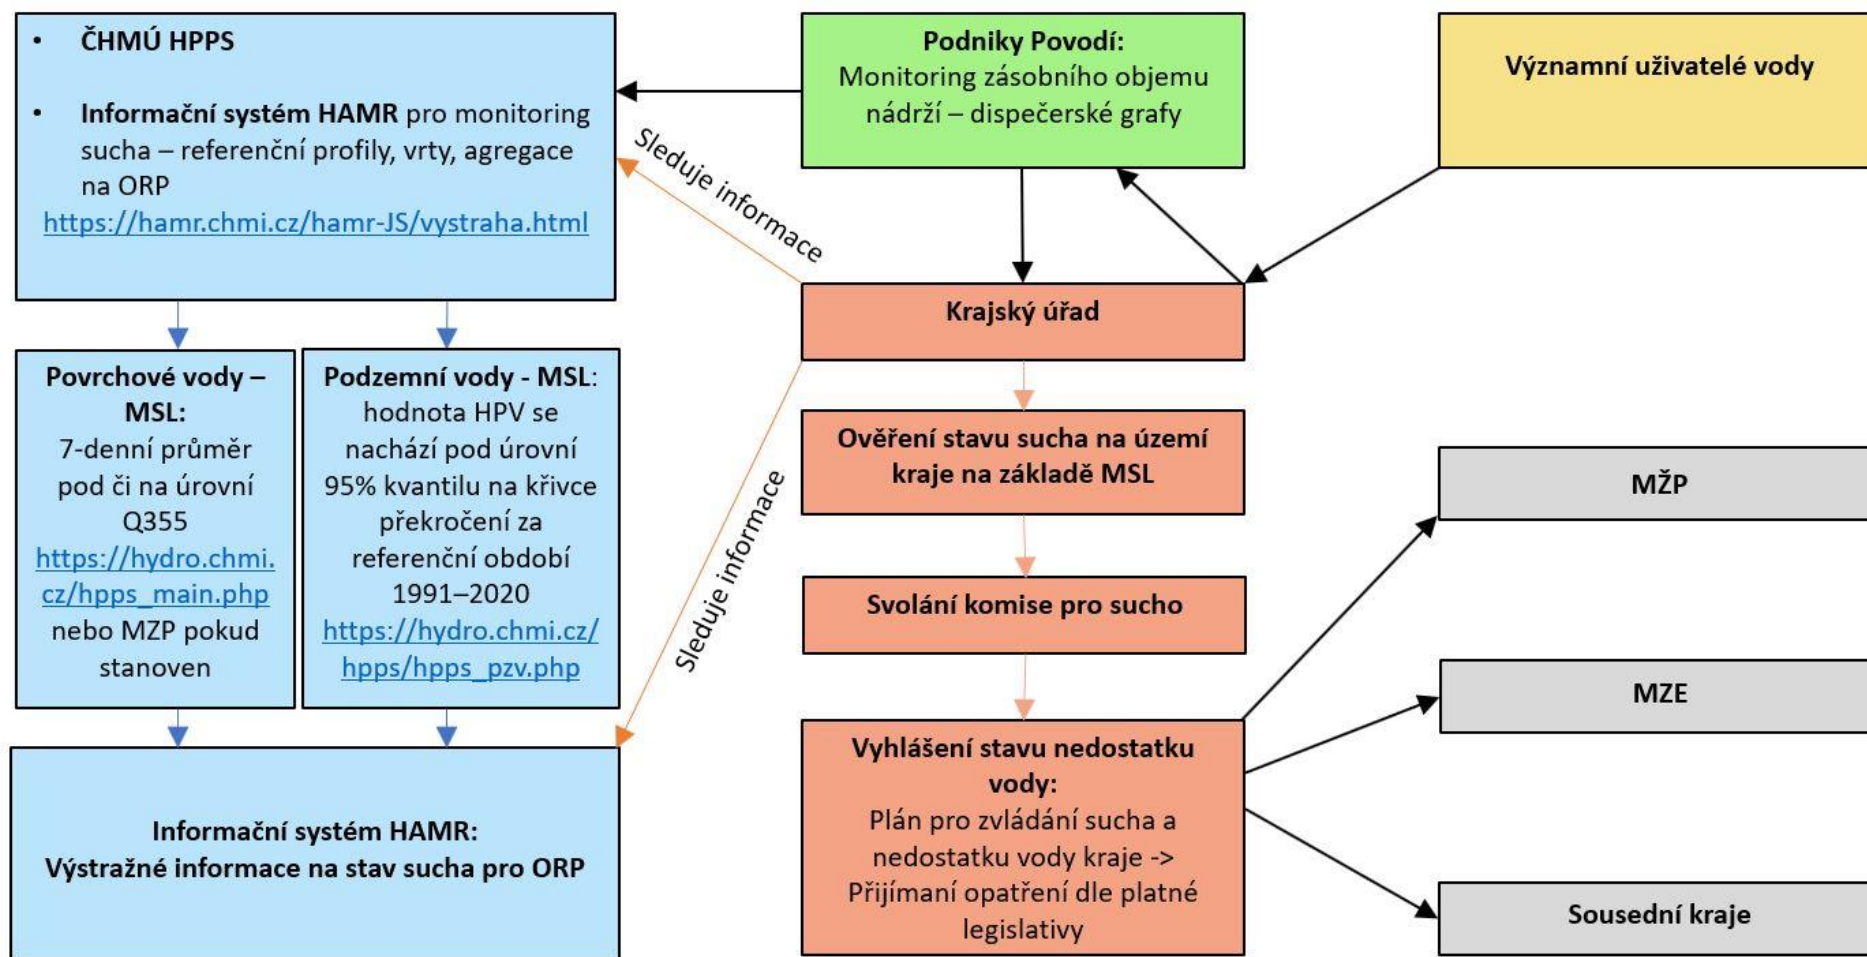 • ČHMÚ HPPS
• Informační systém HAMR pro monitoring
sucha – referenční profily, vrty, agregace
na ORP
https://hamr.chmi.cz/hamr-JS/vystraha.html
Podniky Povodí:
Monitoring zásobního objemu
nádrží – dispečerské grafy
Významní uživatelé vody
Sleduje informace
Krajský úřad
Povrchové vody –
MSL:
7-denní průměr
pod či na úrovní
Q355
https://hydro.chmi.
cz/hpps_main.php
nebo MZP pokud
stanoven
Podzemní vody - MSL:
hodnota HPV se
nachází pod úrovní
95% kvantilu na křivce
překročení za
referenční období
1991–2020
https://hydro.chmi.cz/
hpps/hpps_pzv.php
Sleduje informace
Ověření stavu sucha na území
kraje na základě MSL
Svolání komise pro sucho
Vyhlášení stavu nedostatku
vody:
Plán pro zvládání sucha a
nedostatku vody kraje ->
Přijímaní opatření dle platné
legislativy
MŽP
MZE
Sousední kraje
Informační systém HAMR:
Výstražné informace na stav sucha pro ORP